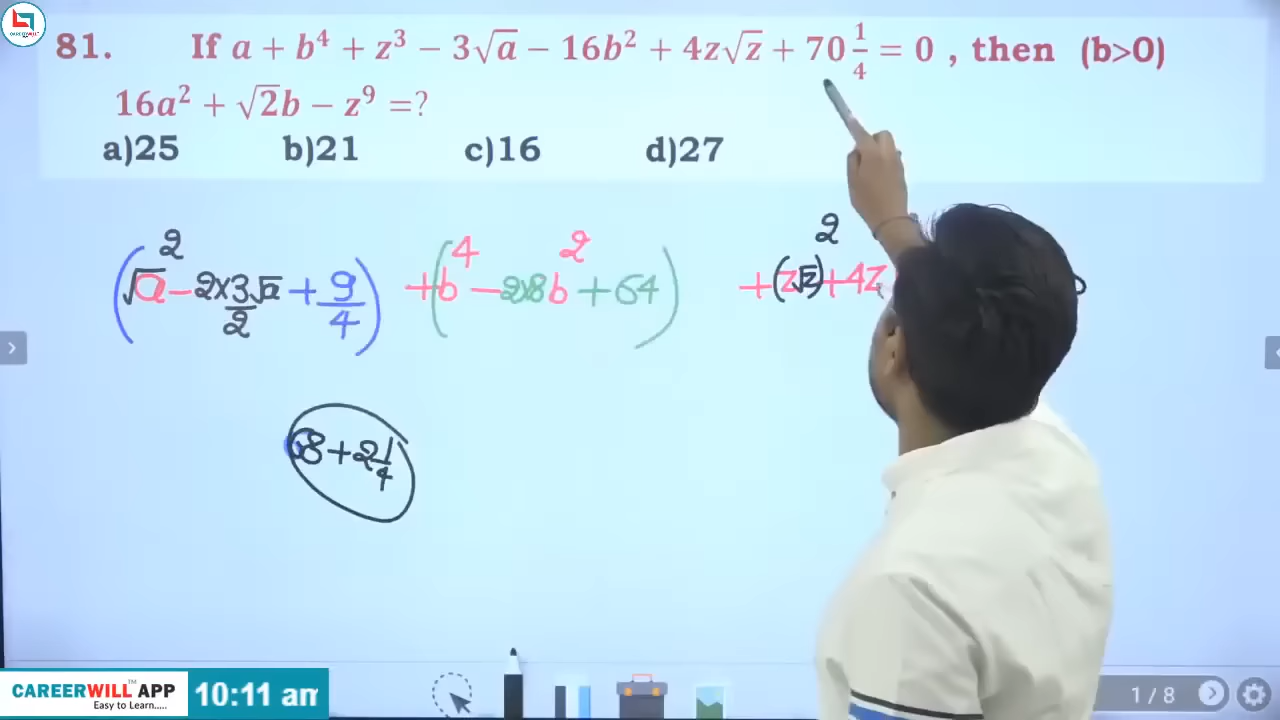 81. If a + b⁴ + z³ − 3√a − 16b² + 4z√z + 70 1/4 = 0 , then (b>0)
16a² + √2b − z⁹ =?
a)25 b)21 c)16 d)27
(√a² − 2×3/2√a + 9/4) + (b⁴ − 2×8b² + 64) + (z√z)² + 4z
68 + 2 1/4
CAREERWILL™ APP
Easy to Learn.....
10:11 am
1 / 8